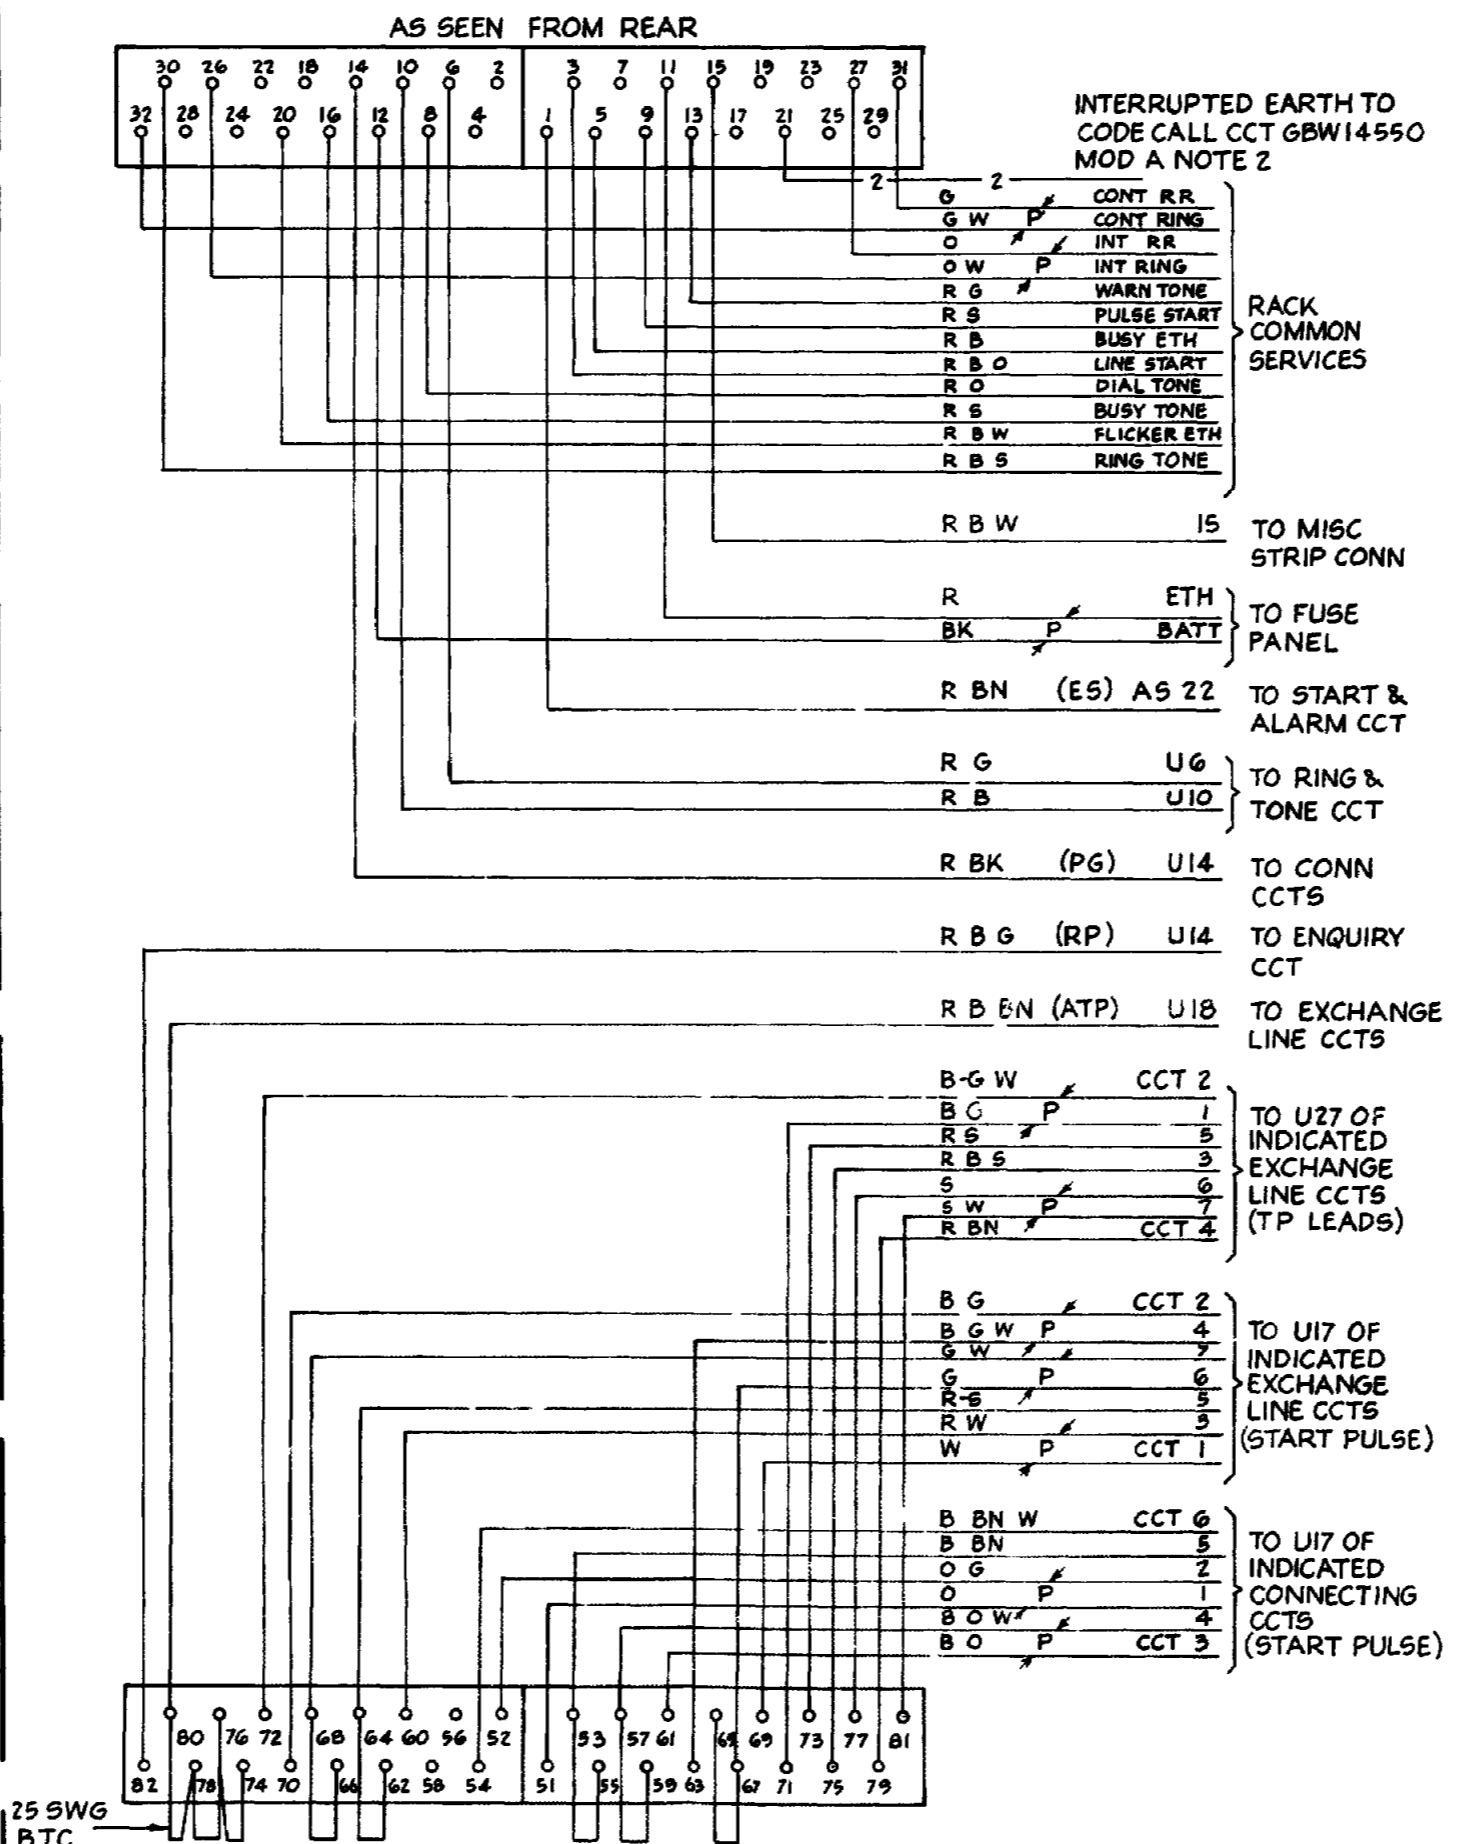 AS SEEN FROM REAR
30 26 22 18 14 10 6 2 3 7 11 15 19 23 27 31
32 28 24 20 16 12 8 4 1 5 9 13 17 21 25 29
INTERRUPTED EARTH TO
CODE CALL CCT GBW14550
MOD A NOTE 2
2 2
G CONT RR
G W P CONT RING
O INT RR
O W P INT RING
R G WARN TONE
R S PULSE START
R B BUSY ETH
R B O LINE START
R O DIAL TONE
R S BUSY TONE
R B W FLICKER ETH
R B S RING TONE
RACK
COMMON
SERVICES
R B W 15
TO MISC
STRIP CONN
R ETH
BK P BATT
TO FUSE
PANEL
R BN (ES) AS 22
TO START &
ALARM CCT
R G U6
R B U10
TO RING &
TONE CCT
R BK (PG) U14
TO CONN
CCTS
R B G (RP) U14
TO ENQUIRY
CCT
R B BN (ATP) U18
TO EXCHANGE
LINE CCTS
B-G W CCT 2
B G P 1
R S 5
R B S 3
S 6
S W P 7
R BN CCT 4
TO U27 OF
INDICATED
EXCHANGE
LINE CCTS
(TP LEADS)
B G CCT 2
B G W P 4
G W 7
G P 6
R-S 5
R W 3
W P CCT 1
TO U17 OF
INDICATED
EXCHANGE
LINE CCTS
(START PULSE)
B BN W CCT 6
B BN 5
O G 2
O P 1
B O W 4
B O P CCT 3
TO U17 OF
INDICATED
CONNECTING
CCTS
(START PULSE)
80 76 72 68 64 60 56 52 53 57 61 65 69 73 77 81
82 78 74 70 66 62 58 54 51 55 59 63 67 71 75 79
25 SWG
BTC